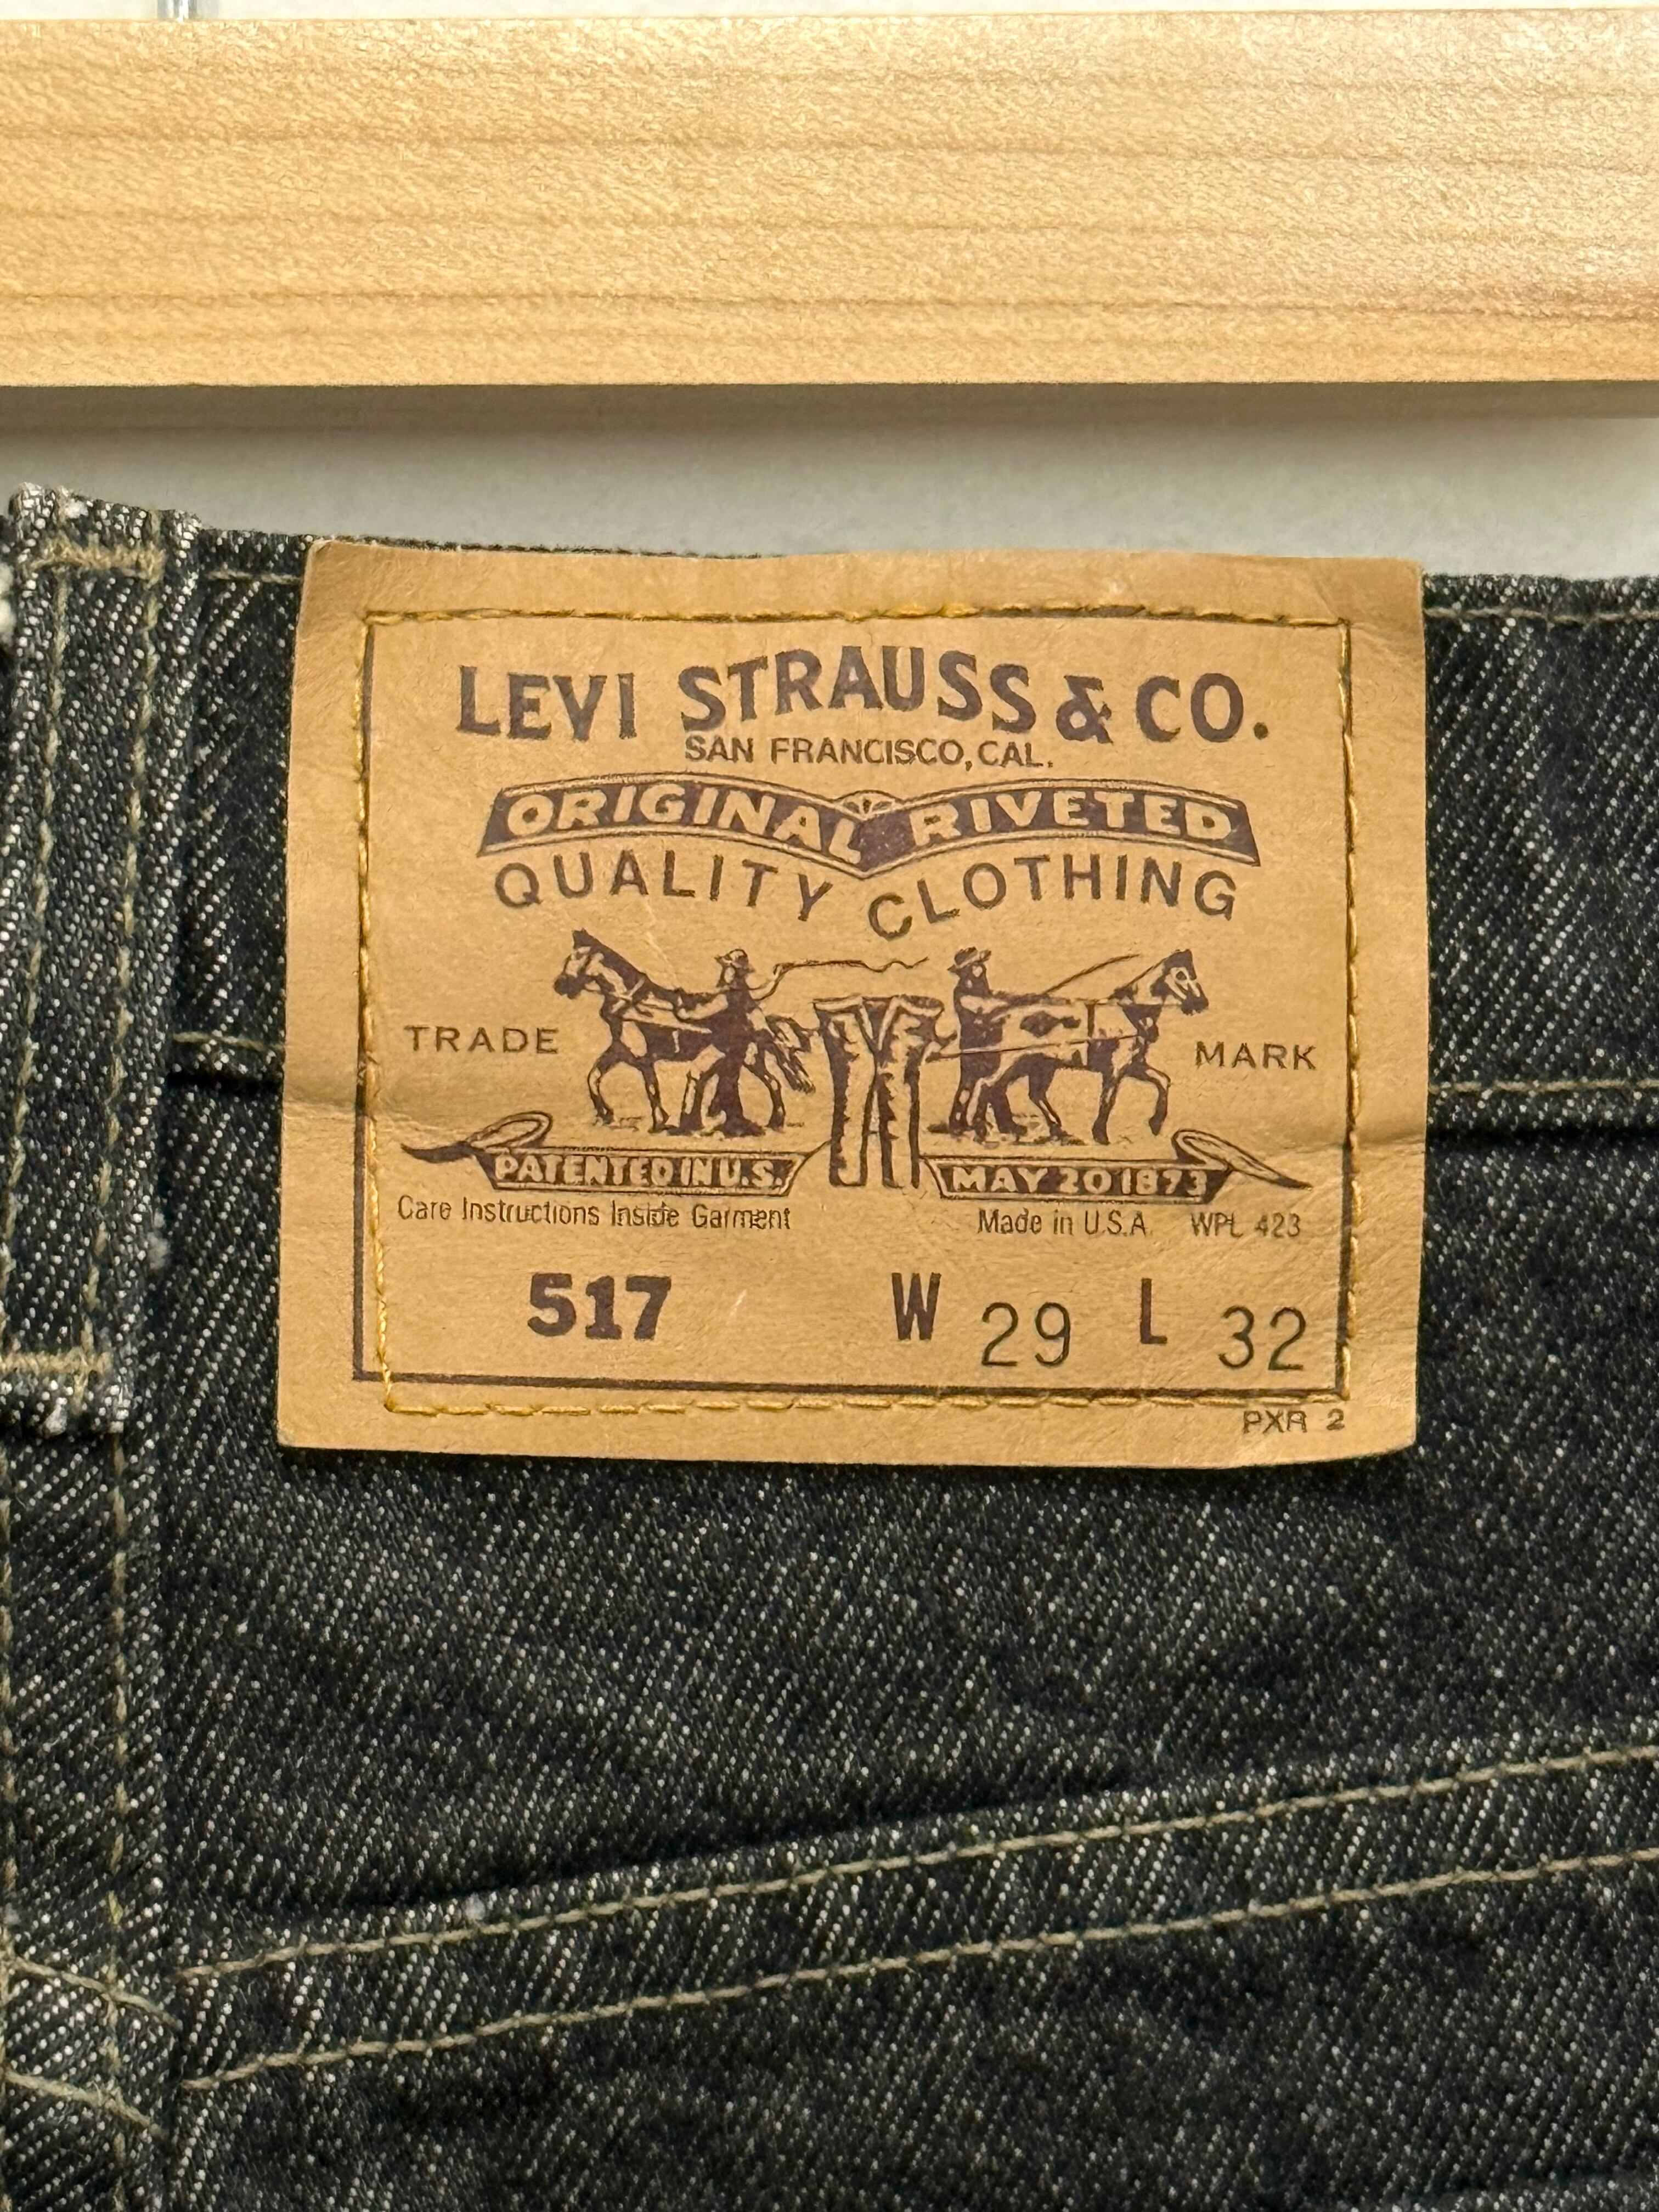 LEVI STRAUSS & CO.
SAN FRANCISCO, CAL.
ORIGINAL RIVETED
QUALITY CLOTHING
TRADE MARK
PATENTED IN U.S. MAY 20 1873
Care Instructions Inside Garment Made in U.S.A. WPL 423
517 W 29 L 32
PXR 2